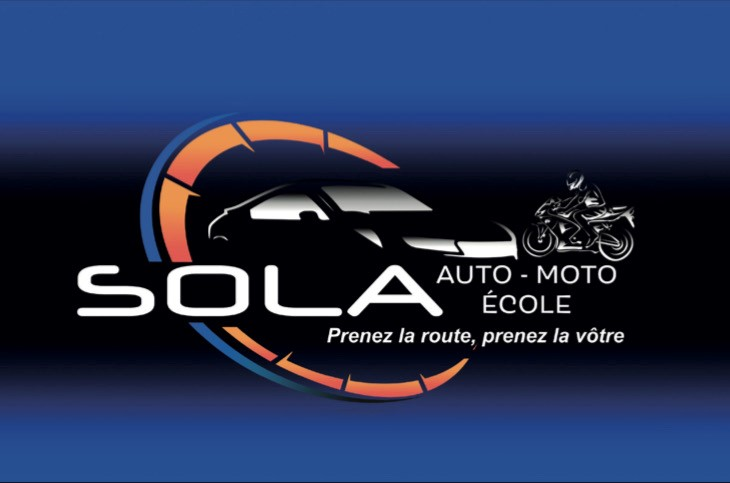 SOLA
AUTO - MOTO
ÉCOLE
Prenez la route, prenez la vôtre